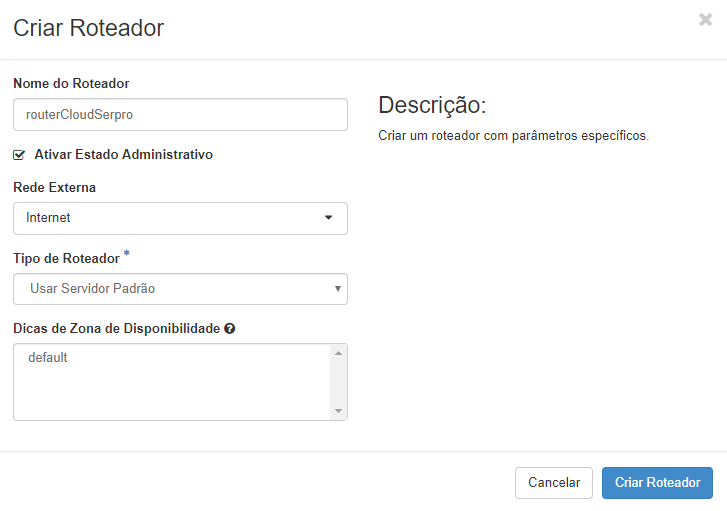 Criar Roteador
×
Nome do Roteador
routerCloudSerpro
Ativar Estado Administrativo
Rede Externa
Internet
Tipo de Roteador *
Usar Servidor Padrão
Dicas de Zona de Disponibilidade ?
default
Descrição:
Criar um roteador com parâmetros específicos.
Cancelar
Criar Roteador